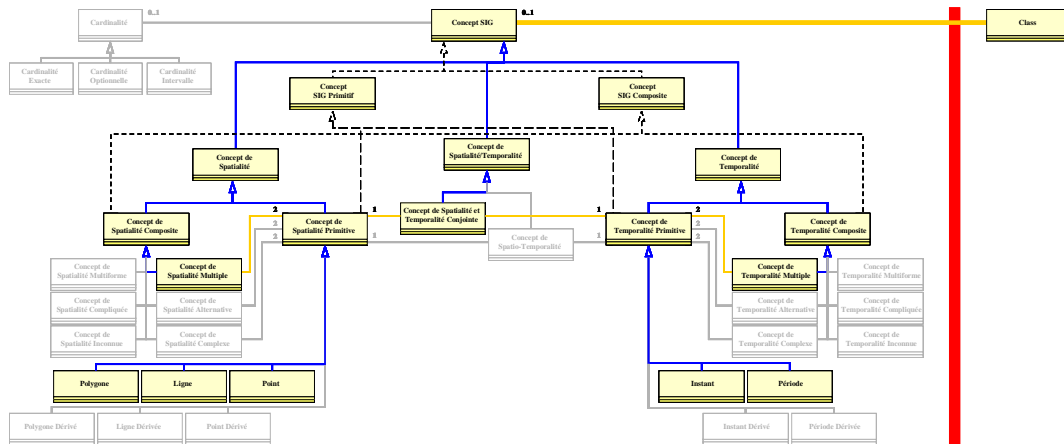 Cardinalité
0..1
Concept SIG
0..1
Class
Cardinalité
Exacte
Cardinalité
Optionnelle
Cardinalité
Intervalle
Concept
SIG Primitif
Concept
SIG Composite
Concept de
Spatialité
Concept de
Spatialité/Temporalité
Concept de
Temporalité
Concept de
Spatialité Composite
2
2
2
Concept de
Spatialité Primitive
1
1
Concept de Spatialité et
Temporalité Conjointe
Concept de
Spatio-Temporalité
1
1
Concept de
Temporalité Primitive
2
2
2
Concept de
Temporalité Composite
Concept de
Spatialité Multiforme
Concept de
Spatialité Multiple
Concept de
Temporalité Multiple
Concept de
Temporalité Multiforme
Concept de
Spatialité Compliquée
Concept de
Spatialité Alternative
Concept de
Temporalité Alternative
Concept de
Temporalité Compliquée
Concept de
Spatialité Inconnue
Concept de
Spatialité Complexe
Concept de
Temporalité Complexe
Concept de
Temporalité Inconnue
Polygone
Ligne
Point
Instant
Période
Polygone Dérivé
Ligne Dérivée
Point Dérivé
Instant Dérivé
Période Dérivée